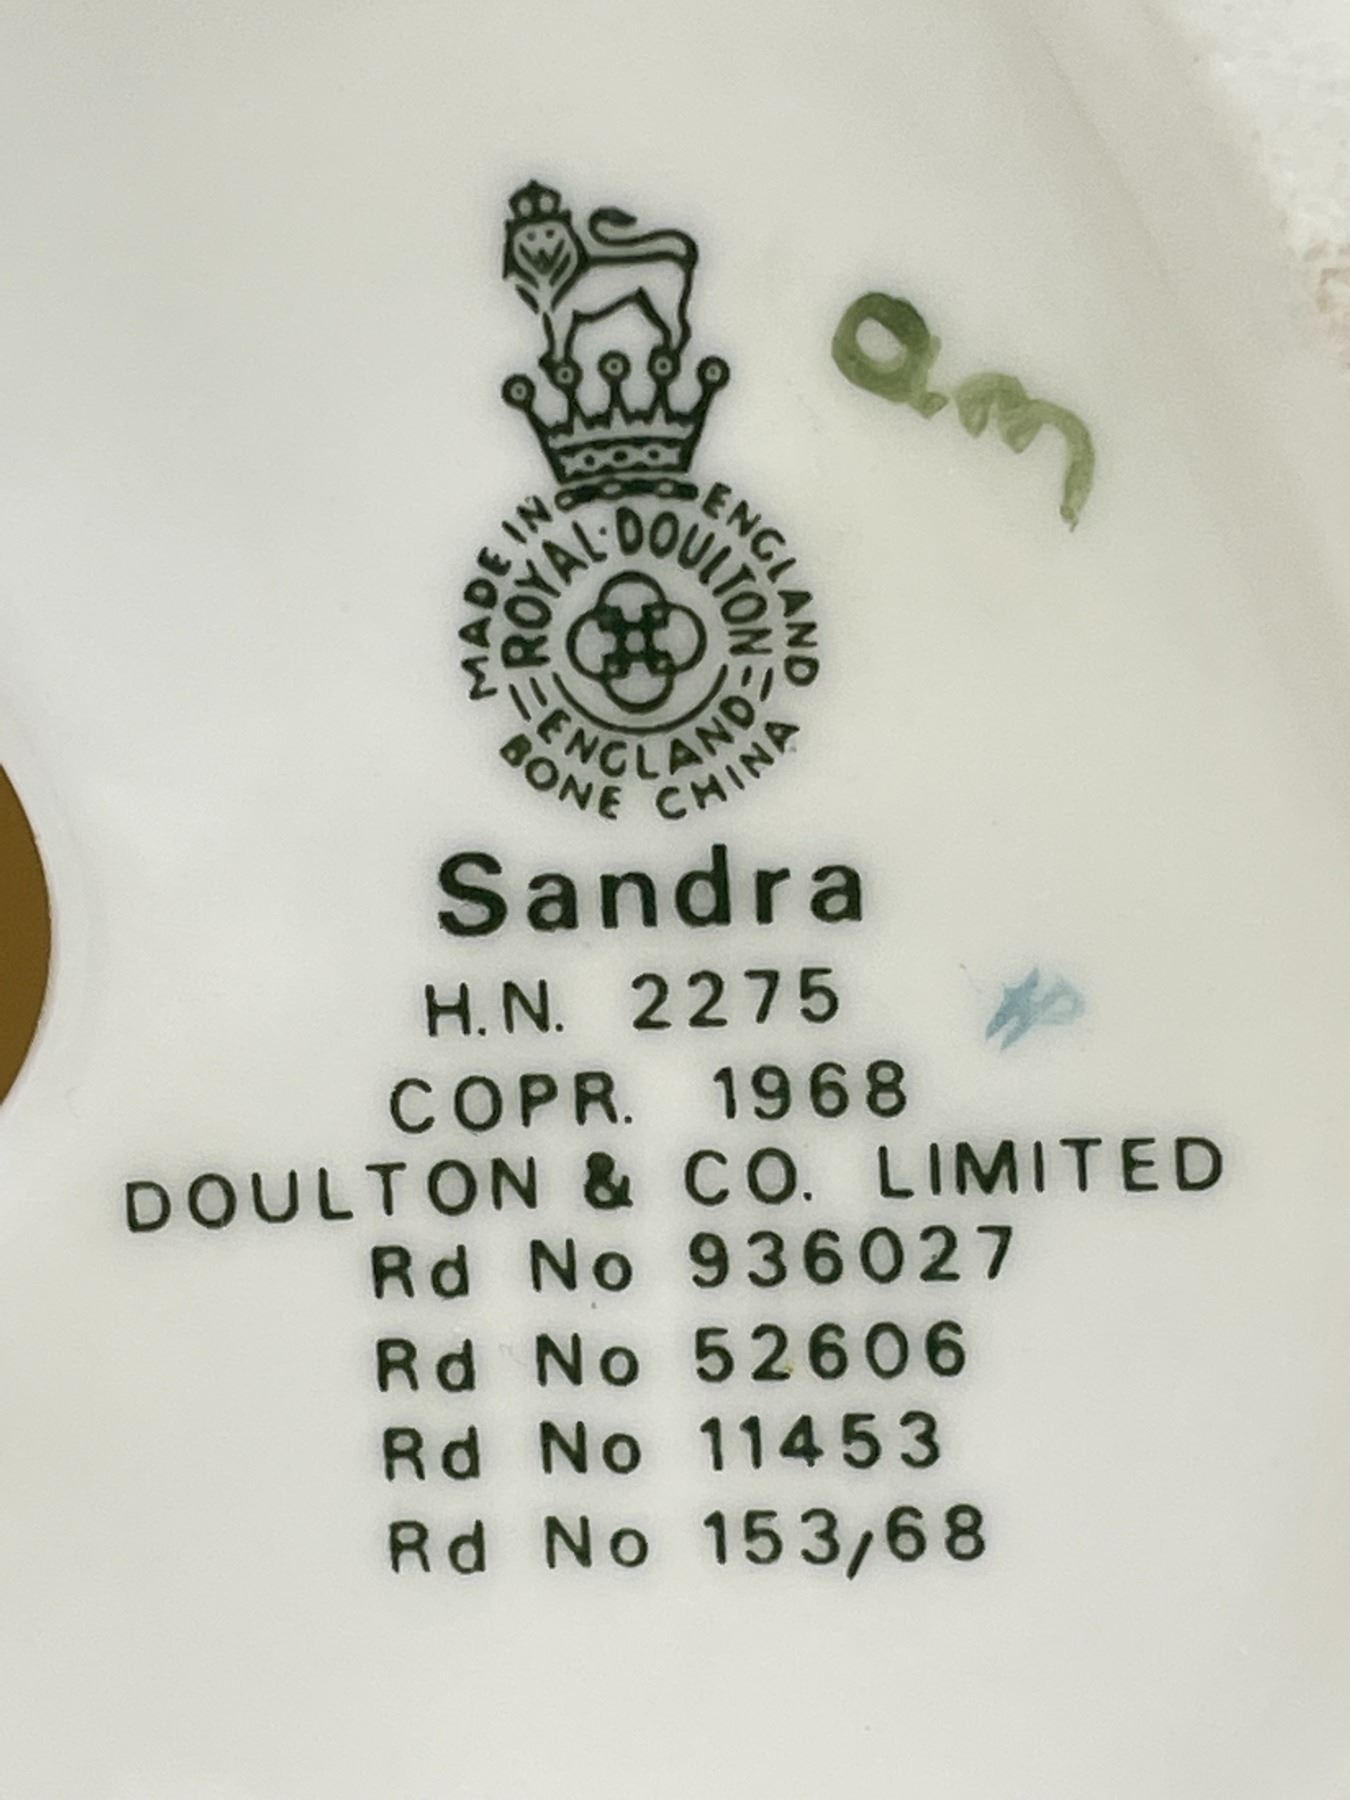 MADE IN ENGLAND
ROYAL·DOULTON
ENGLAND
BONE CHINA
Sandra
H.N. 2275
COPR. 1968
DOULTON & CO. LIMITED
Rd No 936027
Rd No 52606
Rd No 11453
Rd No 153/68